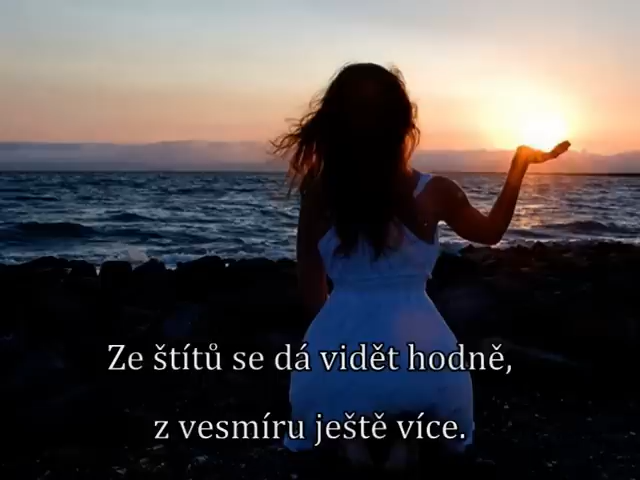 Ze štítů se dá vidět hodně,
z vesmíru ještě více.